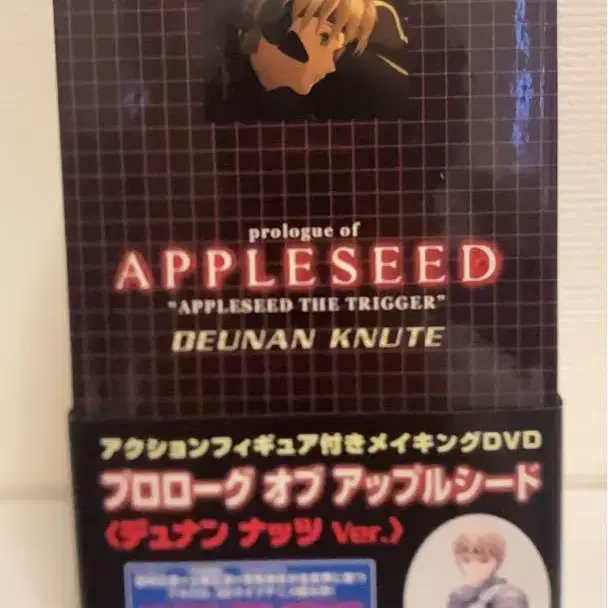 prologue of
APPLESEED
"APPLESEED THE TRIGGER"
DEUNAN KNUTE
アクションフィギュア付きメイキングDVD
プロローグ オブ アップルシード
〈デュナン ナッツ Ver.〉